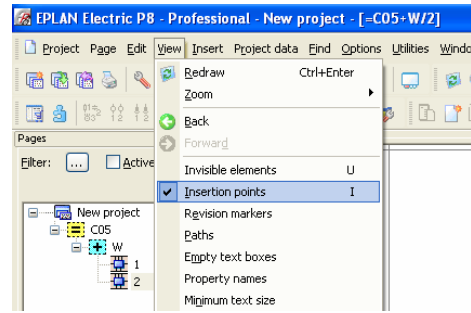 EPLAN Electric P8 - Professional - New project - [=C05+W/2]
Project Page Edit View Insert Project data Find Options Utilities
Redraw Ctrl+Enter
Zoom
Back
Forward
Pages
Filter: ... Active
Invisible elements U
Insertion points I
Revision markers
Paths
Empty text boxes
Property names
Minimum text size
New project
C05
W
1
2